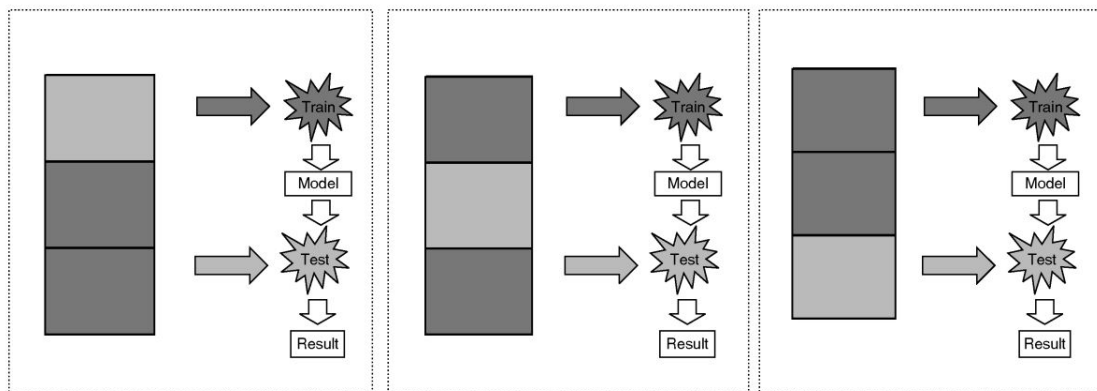 Train
Model
Test
Result
Train
Model
Test
Result
Train
Model
Test
Result